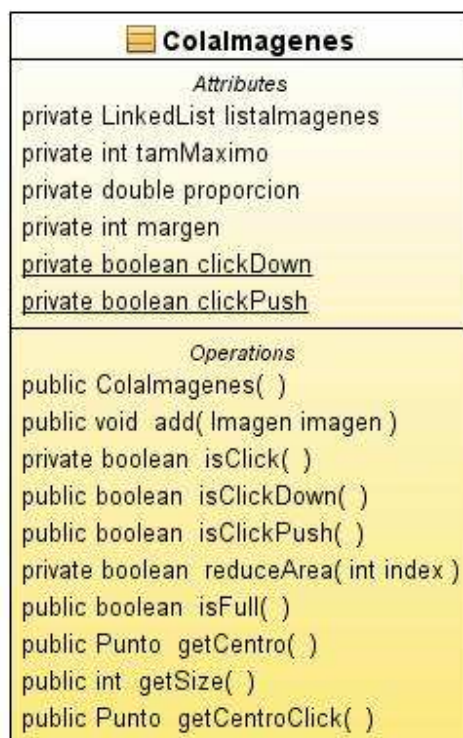 ColaImagenes
Attributes
private LinkedList listaImagenes
private int tamMaximo
private double proporcion
private int margen
private boolean clickDown
private boolean clickPush
Operations
public ColaImagenes( )
public void add( Imagen imagen )
private boolean isClick( )
public boolean isClickDown( )
public boolean isClickPush( )
private boolean reduceArea( int index )
public boolean isFull( )
public Punto getCentro( )
public int getSize( )
public Punto getCentroClick( )